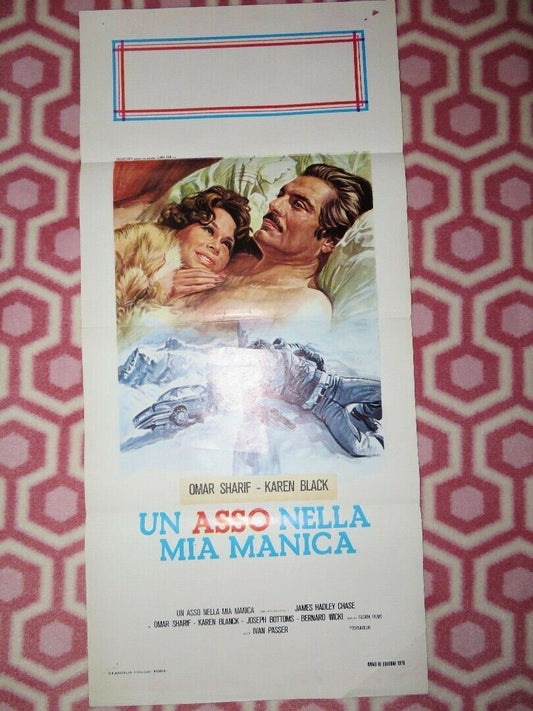 OMAR SHARIF - KAREN BLACK
UN ASSO NELLA
MIA MANICA
UN ASSO NELLA MIA MANICA JAMES HADLEY CHASE
OMAR SHARIF - KAREN BLANCK - JOSEPH BOTTOMS - BERNARD WICKI
IVAN PASSER